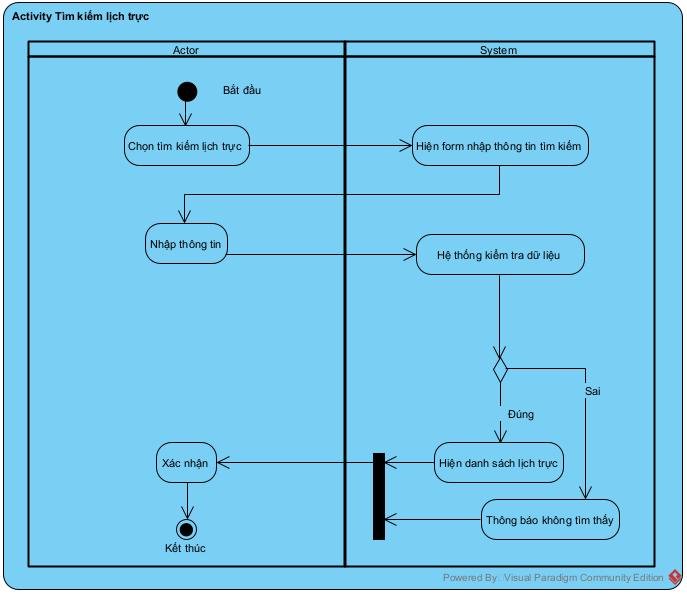 Activity Tìm kiếm lịch trực
Actor
System
Bắt đầu
Chọn tìm kiếm lịch trực
Hiện form nhập thông tin tìm kiếm
Nhập thông tin
Hệ thống kiểm tra dữ liệu
Sai
Đúng
Xác nhận
Hiện danh sách lịch trực
Thông báo không tìm thấy
Kết thúc
Powered By. Visual Paradigm Community Edition